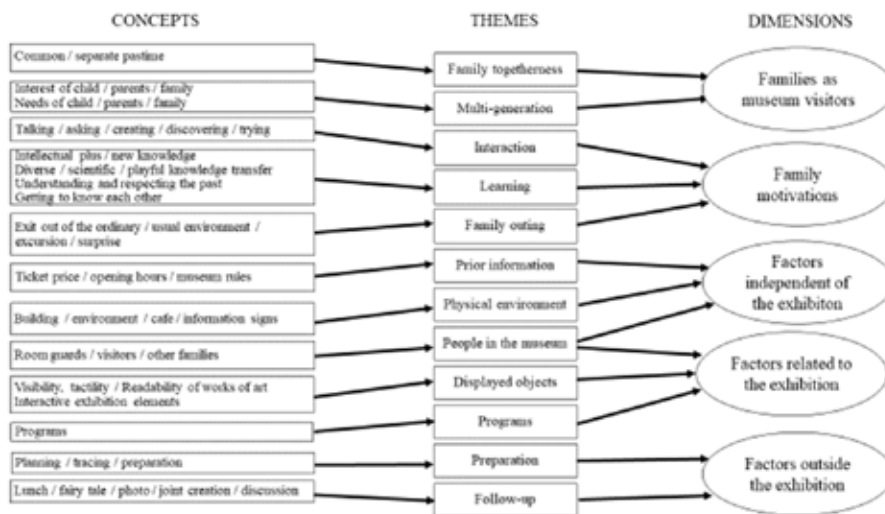 CONCEPTS
THEMES
DIMENSIONS
Common / separate pastime
Interest of child / parents / family
Needs of child / parents / family
Talking / asking / creating / discovering / trying
Intellectual plus / new knowledge
Diverse / scientific / playful knowledge transfer
Understanding and respecting the past
Getting to know each other
Exit out of the ordinary / usual environment /
excursion / surprise
Ticket price / opening hours / museum rules
Building / environment / cafe / information signs
Room guards / visitors / other families
Visibility, tactility / Readability of works of art
Interactive exhibition elements
Programs
Planning / tracing / preparation
Lunch / fairy tale / photo / joint creation / discussion
Family togetherness
Multi-generation
Interaction
Learning
Family outing
Prior information
Physical environment
People in the museum
Displayed objects
Programs
Preparation
Follow-up
Families as
museum visitors
Family
motivations
Factors
independent of
the exhibiton
Factors related to
the exhibition
Factors outside
the exhibition